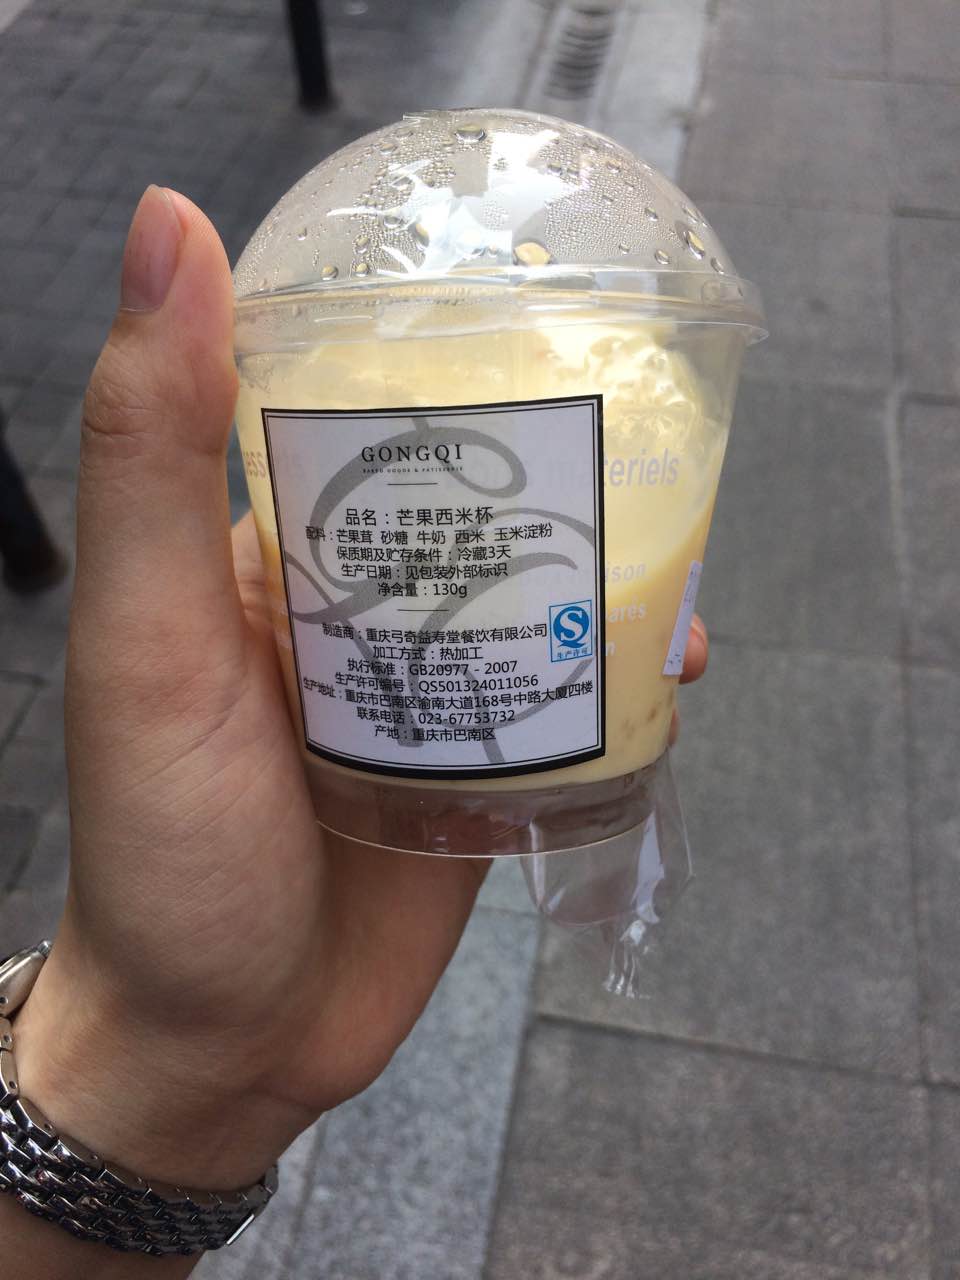 GONGQI
BAKED GOODS & PATISSERIE
品名：芒果西米杯
配料：芒果茸 砂糖 牛奶 西米 玉米淀粉
保质期及贮存条件：冷藏3天
生产日期：见包装外部标识
净含量：130g
制造商：重庆弓奇益寿堂餐饮有限公司
加工方式：热加工
执行标准：GB20977 - 2007
生产许可编号：QS501324011056
生产地址：重庆市巴南区渝南大道168号中路大厦四楼
联系电话：023-67753732
产地：重庆市巴南区
QS
生产许可
materiels